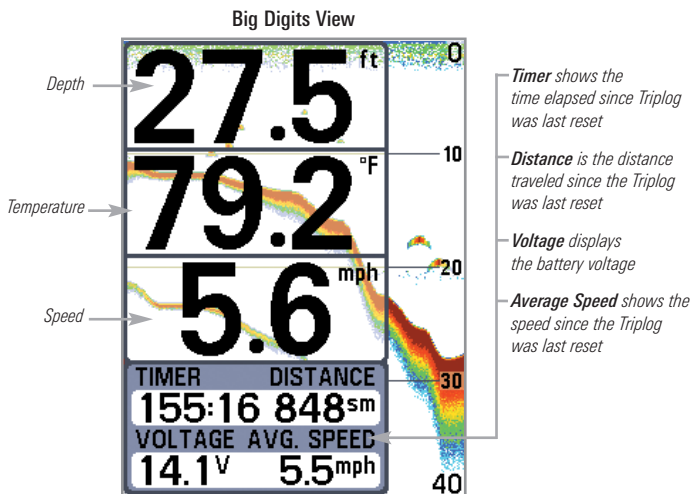 Big Digits View
Depth
27.5 ft
Temperature
79.2 °F
Speed
5.6 mph
TIMER DISTANCE
155:16 848sm
VOLTAGE AVG. SPEED
14.1V 5.5mph
0
10
20
30
40
Timer shows the
time elapsed since Triplog
was last reset
Distance is the distance
traveled since the Triplog
was last reset
Voltage displays
the battery voltage
Average Speed shows the
speed since the Triplog
was last reset